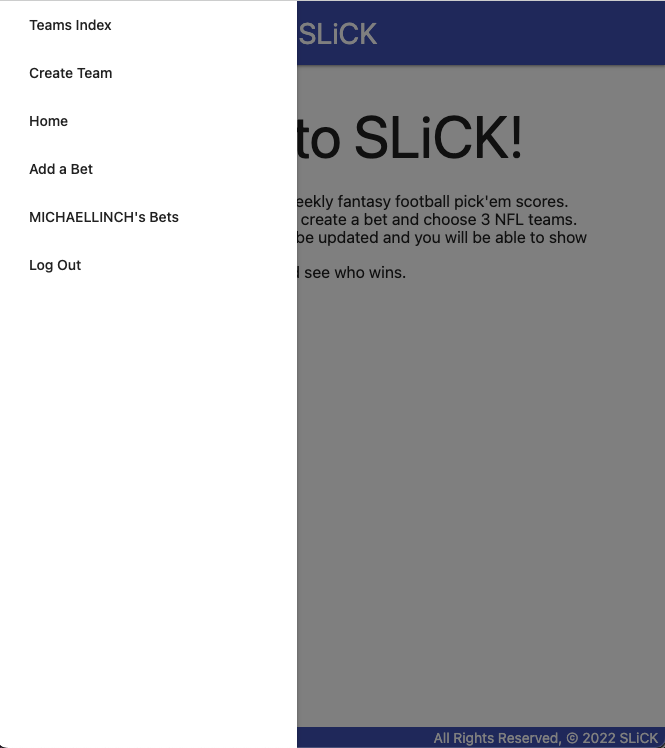 Teams Index
Create Team
Home
Add a Bet
MICHAELLINCH's Bets
Log Out
SLiCK
to SLiCK!
fantasy football pick'em scores.
create a bet and choose 3 NFL teams.
be updated and you will be able to show
see who wins.
All Rights Reserved, © 2022 SLiCK